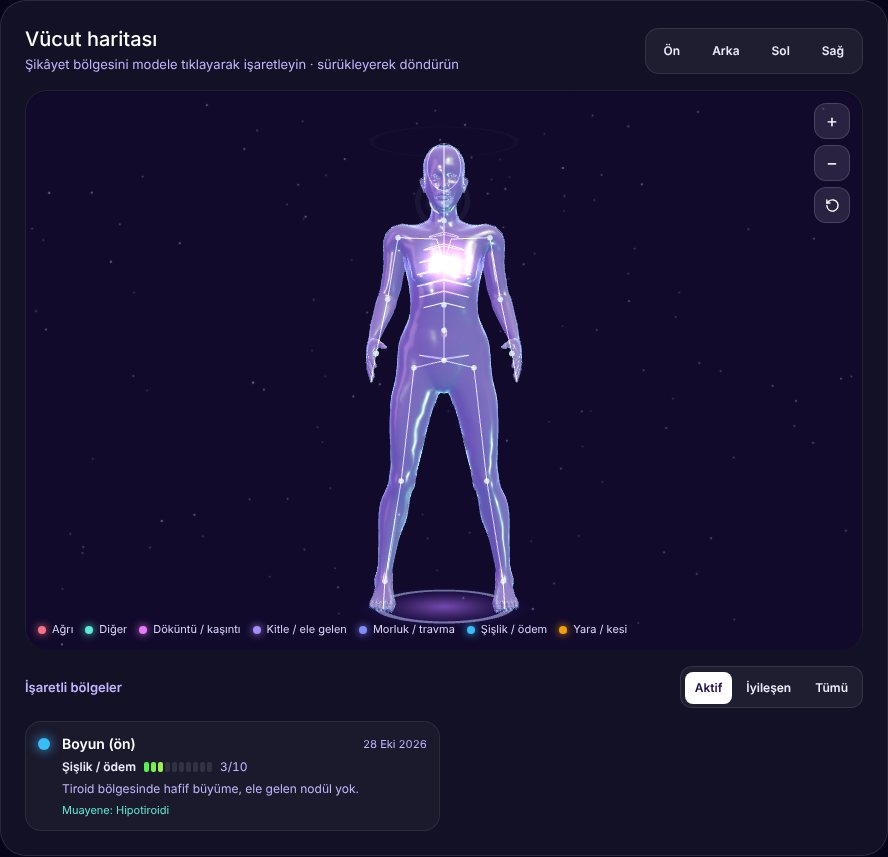 Vücut haritası
Şikâyet bölgesini modele tıklayarak işaretleyin · sürükleyerek döndürün
Ön Arka Sol Sağ
+
−
Ağrı Diğer Döküntü / kaşıntı Kitle / ele gelen Morluk / travma Şişlik / ödem Yara / kesi
İşaretli bölgeler
Aktif İyileşen Tümü
Boyun (ön) 28 Eki 2026
Şişlik / ödem 3/10
Tiroid bölgesinde hafif büyüme, ele gelen nodül yok.
Muayene: Hipotiroidi